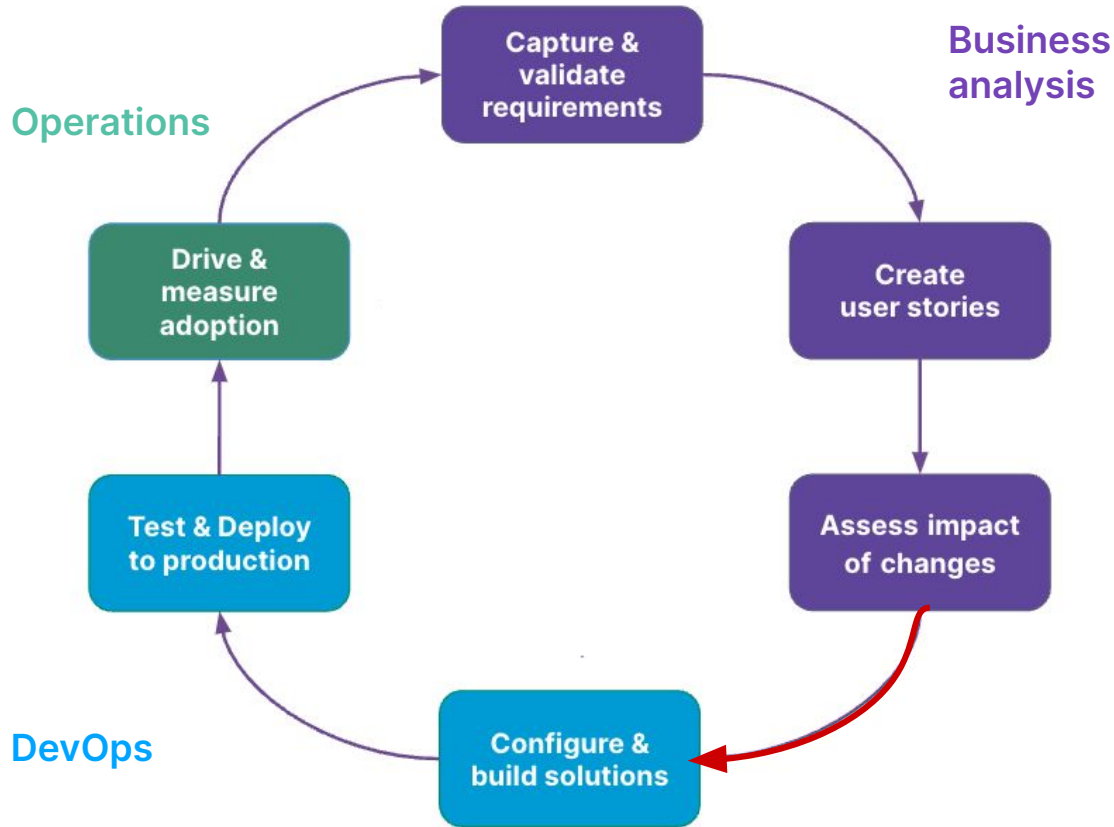 Capture &
validate
requirements
Business
analysis
Operations
Drive &
measure
adoption
Create
user stories
Test & Deploy
to production
Assess impact
of changes
DevOps
Configure &
build solutions